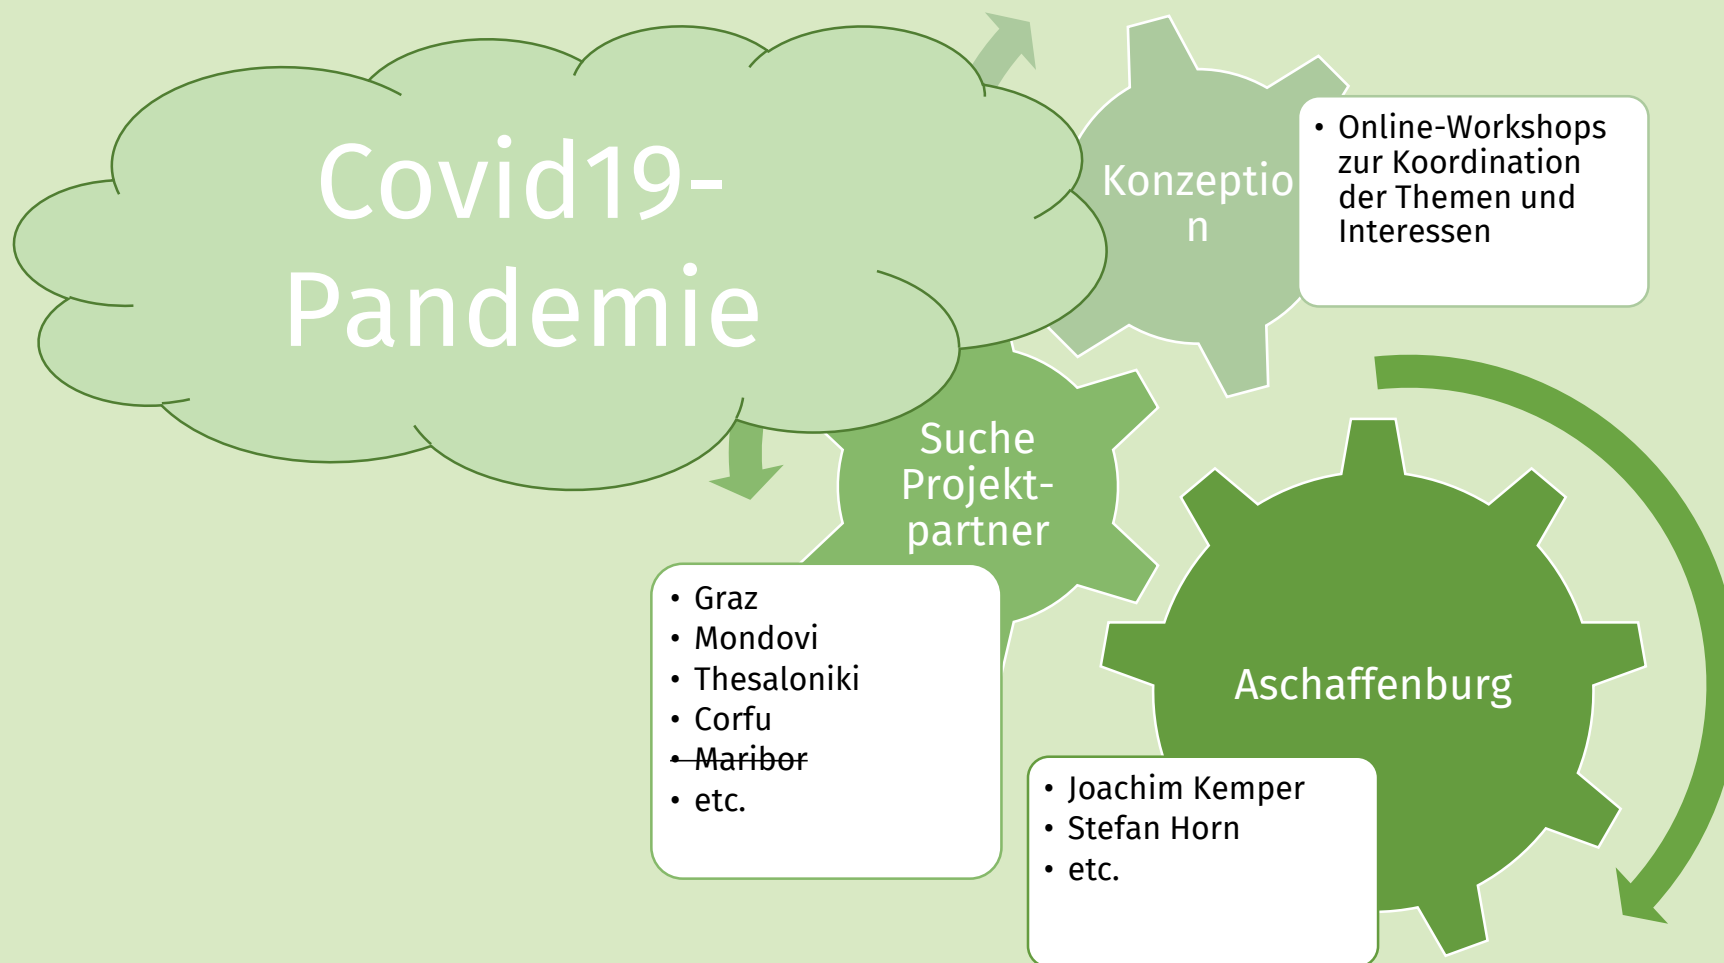 Covid19-
Pandemie
Konzeptio
n
• Online-Workshops
zur Koordination
der Themen und
Interessen
Suche
Projekt-
partner
• Graz
• Mondovi
• Thesaloniki
• Corfu
• Maribor
• etc.
Aschaffenburg
• Joachim Kemper
• Stefan Horn
• etc.